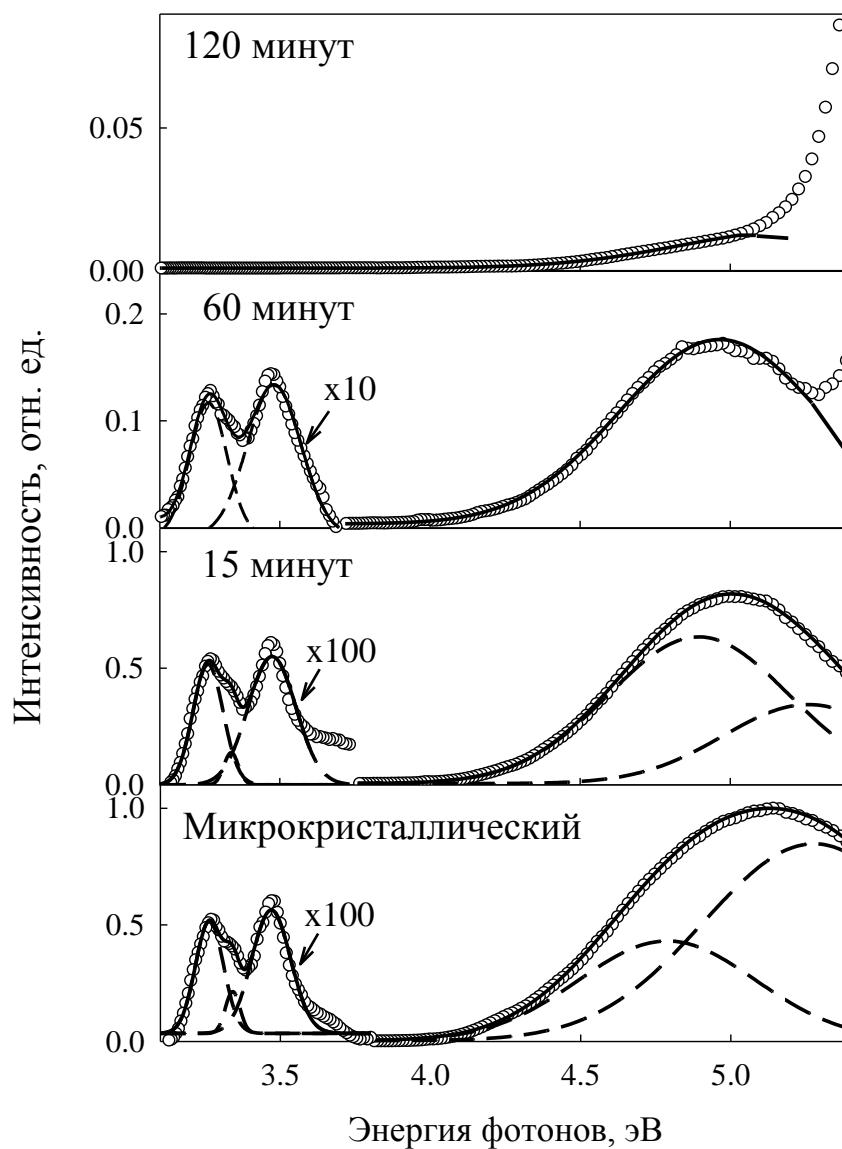 120 минут
0.05
0.00
60 минут
0.2
x10
0.1
0.0
15 минут
1.0
x100
0.5
0.0
Микрокристаллический
1.0
x100
0.5
0.0
3.5 4.0 4.5 5.0
Энергия фотонов, эВ
Интенсивность, отн. ед.